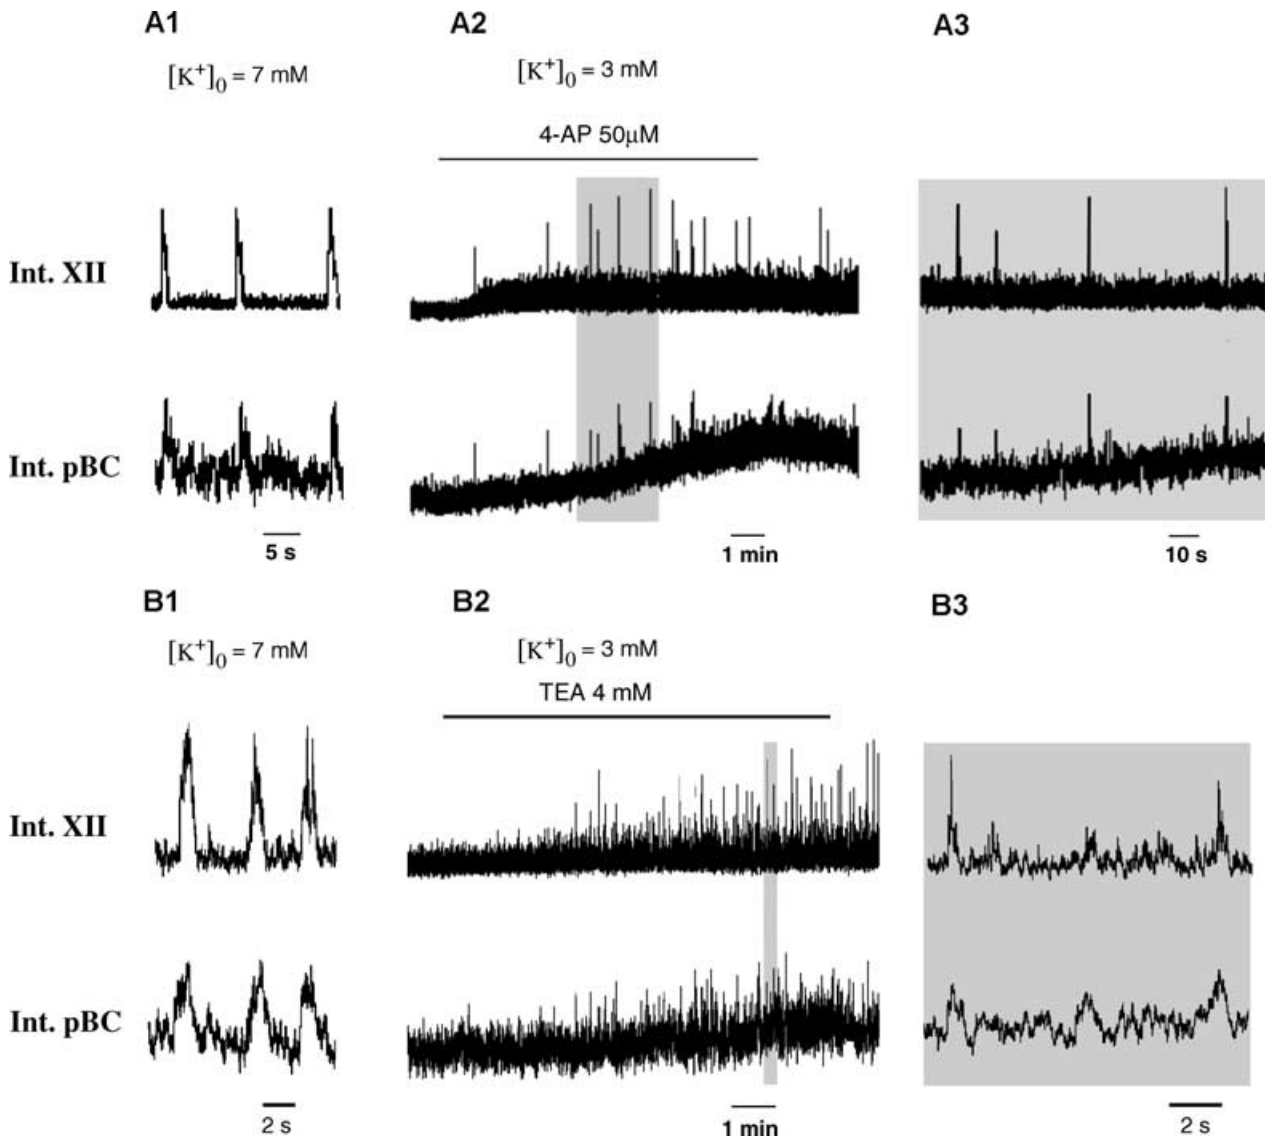 A1 A2 A3
[K+]0 = 7 mM [K+]0 = 3 mM
4-AP 50μM
Int. XII
Int. pBC
5 s 1 min 10 s
B1 B2 B3
[K+]0 = 7 mM [K+]0 = 3 mM
TEA 4 mM
Int. XII
Int. pBC
2 s 1 min 2 s